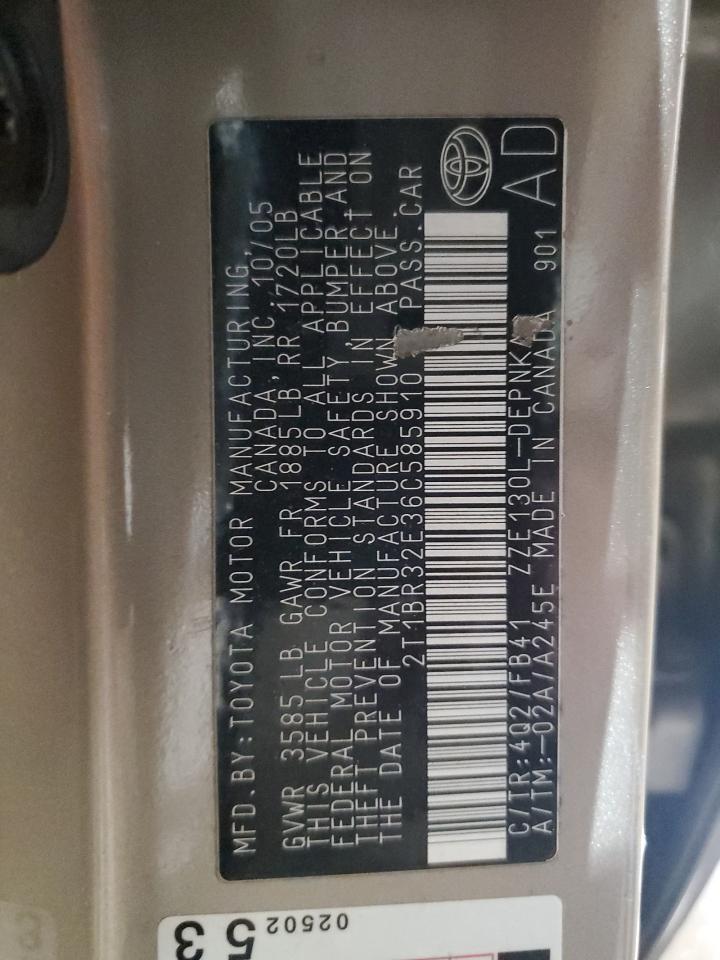 MFD.BY:TOYOTA MOTOR MANUFACTURING,
CANADA, INC.10/05
GVWR 3585LB GAWR FR 1885LB RR 1720LB
THIS VEHICLE CONFORMS TO ALL APPLICABLE
FEDERAL MOTOR VEHICLE SAFETY, BUMPER AND
THEFT PREVENTION STANDARDS IN EFFECT ON
THE DATE OF MANUFACTURE SHOWN ABOVE.
2T1BR32E36C585910 PASS.CAR
C/TR:4Q2/FB41 ZZE130L-DEPNKA
A/TM:-02A/A245E MADE IN CANADA 901 AD
02502
53